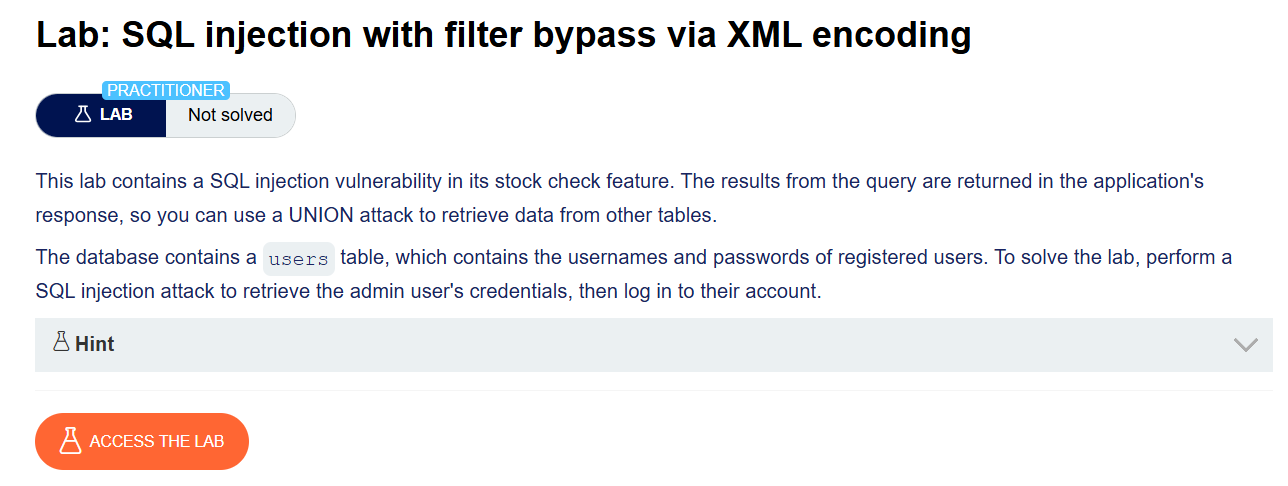 Lab: SQL injection with filter bypass via XML encoding
PRACTITIONER
LAB Not solved
This lab contains a SQL injection vulnerability in its stock check feature. The results from the query are returned in the application's
response, so you can use a UNION attack to retrieve data from other tables.
The database contains a users table, which contains the usernames and passwords of registered users. To solve the lab, perform a
SQL injection attack to retrieve the admin user's credentials, then log in to their account.
Hint
ACCESS THE LAB